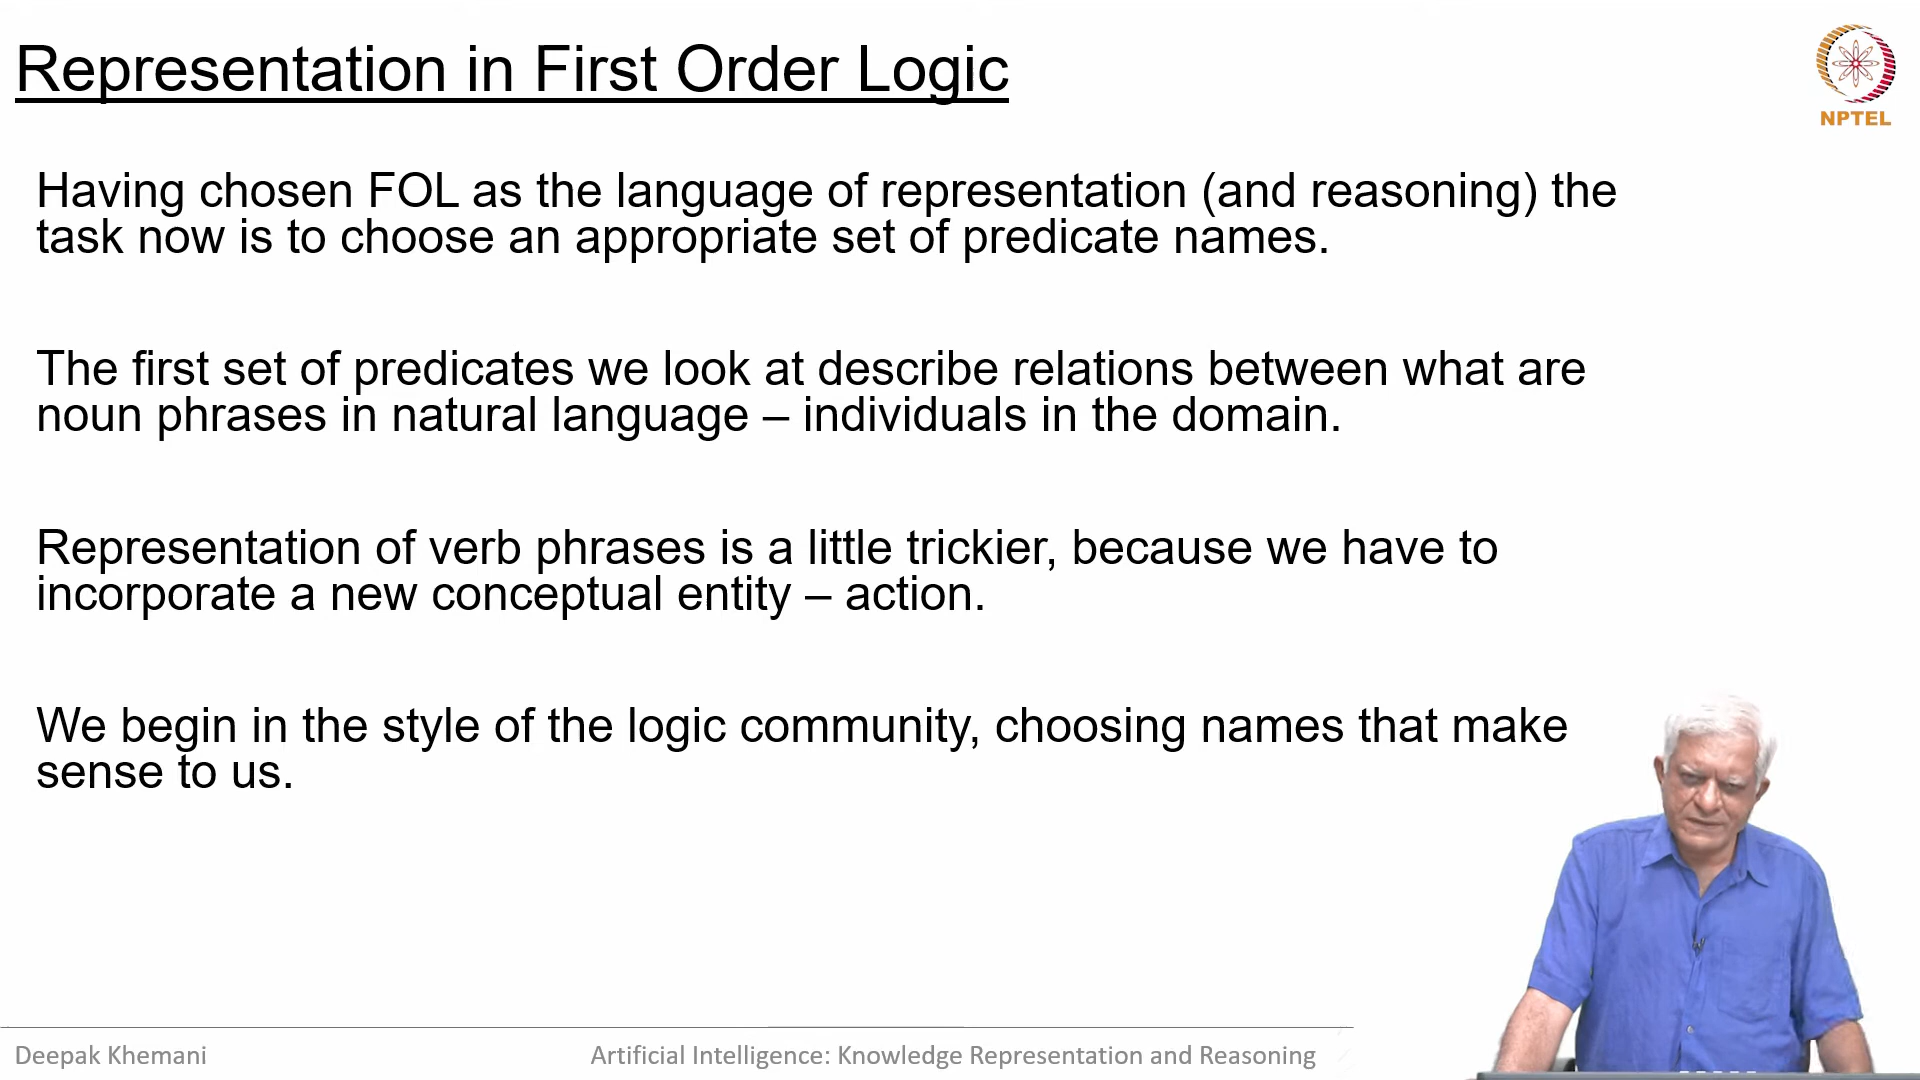 Representation in First Order Logic
NPTEL
Having chosen FOL as the language of representation (and reasoning) the
task now is to choose an appropriate set of predicate names.
The first set of predicates we look at describe relations between what are
noun phrases in natural language – individuals in the domain.
Representation of verb phrases is a little trickier, because we have to
incorporate a new conceptual entity – action.
We begin in the style of the logic community, choosing names that make
sense to us.
Deepak Khemani
Artificial Intelligence: Knowledge Representation and Reasoning